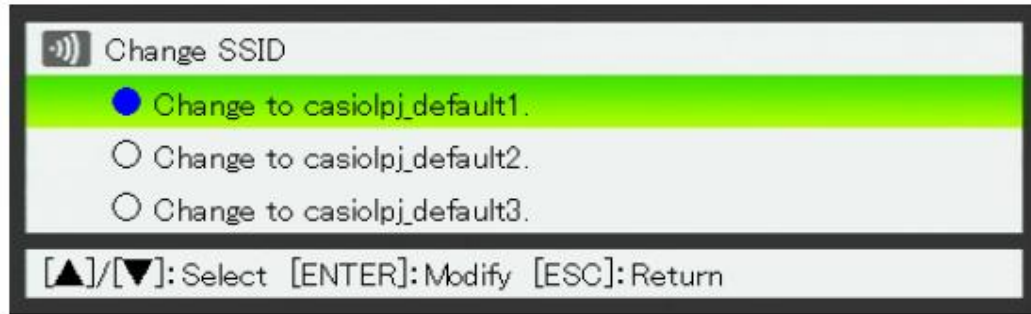 Change SSID
Change to casiolpj_default1.
Change to casiolpj_default2.
Change to casiolpj_default3.
[▲]/[▼]: Select [ENTER]: Modify [ESC]: Return